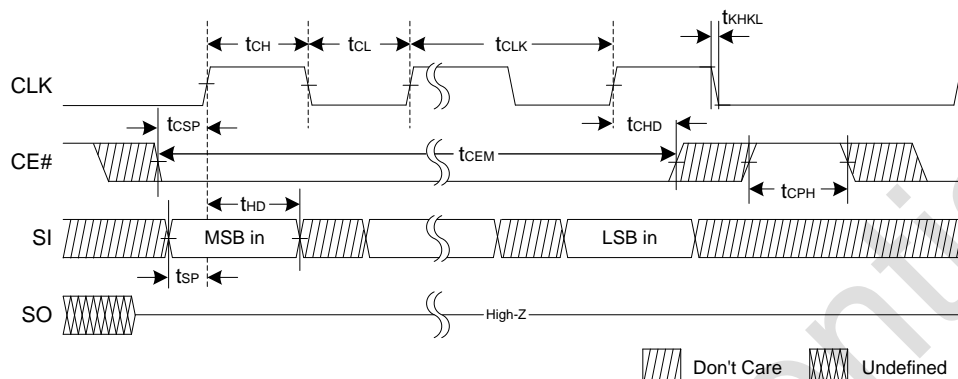 tKHKL
tCH tCL tCLK
CLK
tCSP tCHD
CE# tCEM
tCPH
tHD
SI MSB in LSB in
tSP
SO High-Z
Don't Care Undefined